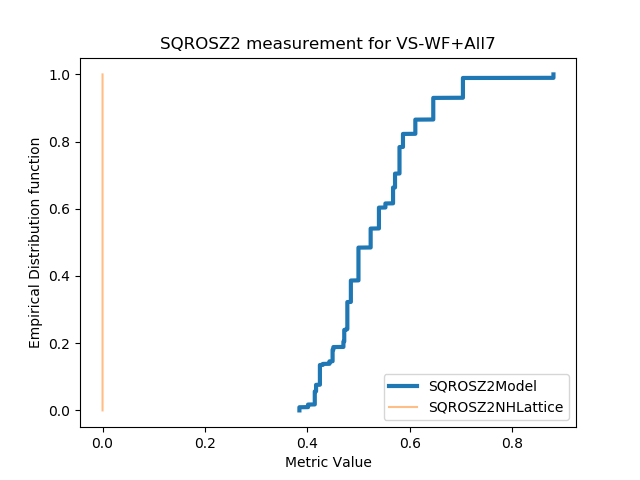 SQROSZ2 measurement for VS-WF+All7
Empirical Distribution function
1.0
0.8
0.6
0.4
0.2
0.0
0.0 0.2 0.4 0.6 0.8
Metric Value
SQROSZ2Model
SQROSZ2NHLattice